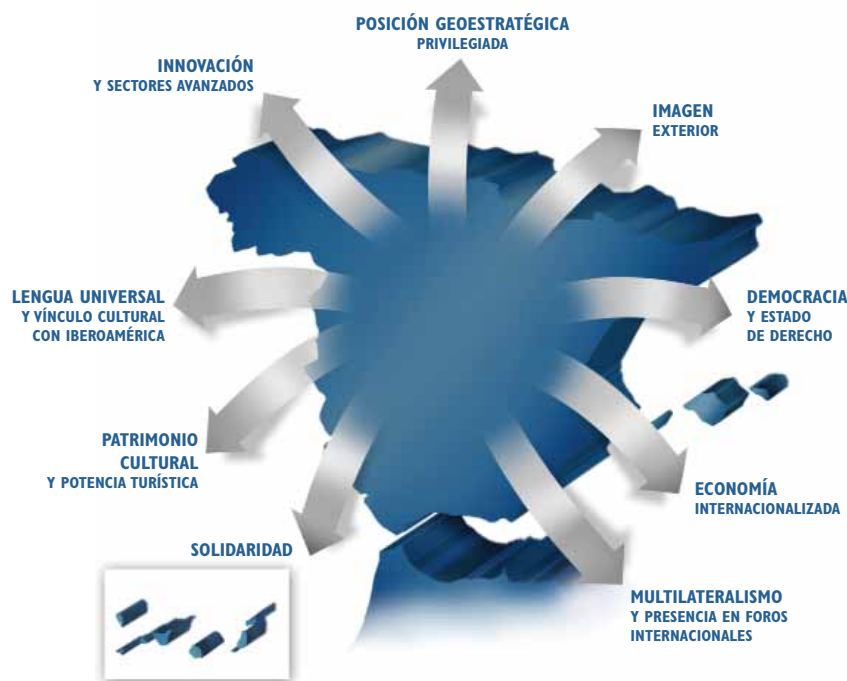 POSICIÓN GEOESTRATÉGICA
PRIVILEGIADA
INNOVACIÓN
Y SECTORES AVANZADOS
IMAGEN
EXTERIOR
LENGUA UNIVERSAL
Y VÍNCULO CULTURAL
CON IBEROAMÉRICA
DEMOCRACIA
Y ESTADO
DE DERECHO
PATRIMONIO
CULTURAL
Y POTENCIA TURÍSTICA
ECONOMÍA
INTERNACIONALIZADA
SOLIDARIDAD
MULTILATERALISMO
Y PRESENCIA EN FOROS
INTERNACIONALES